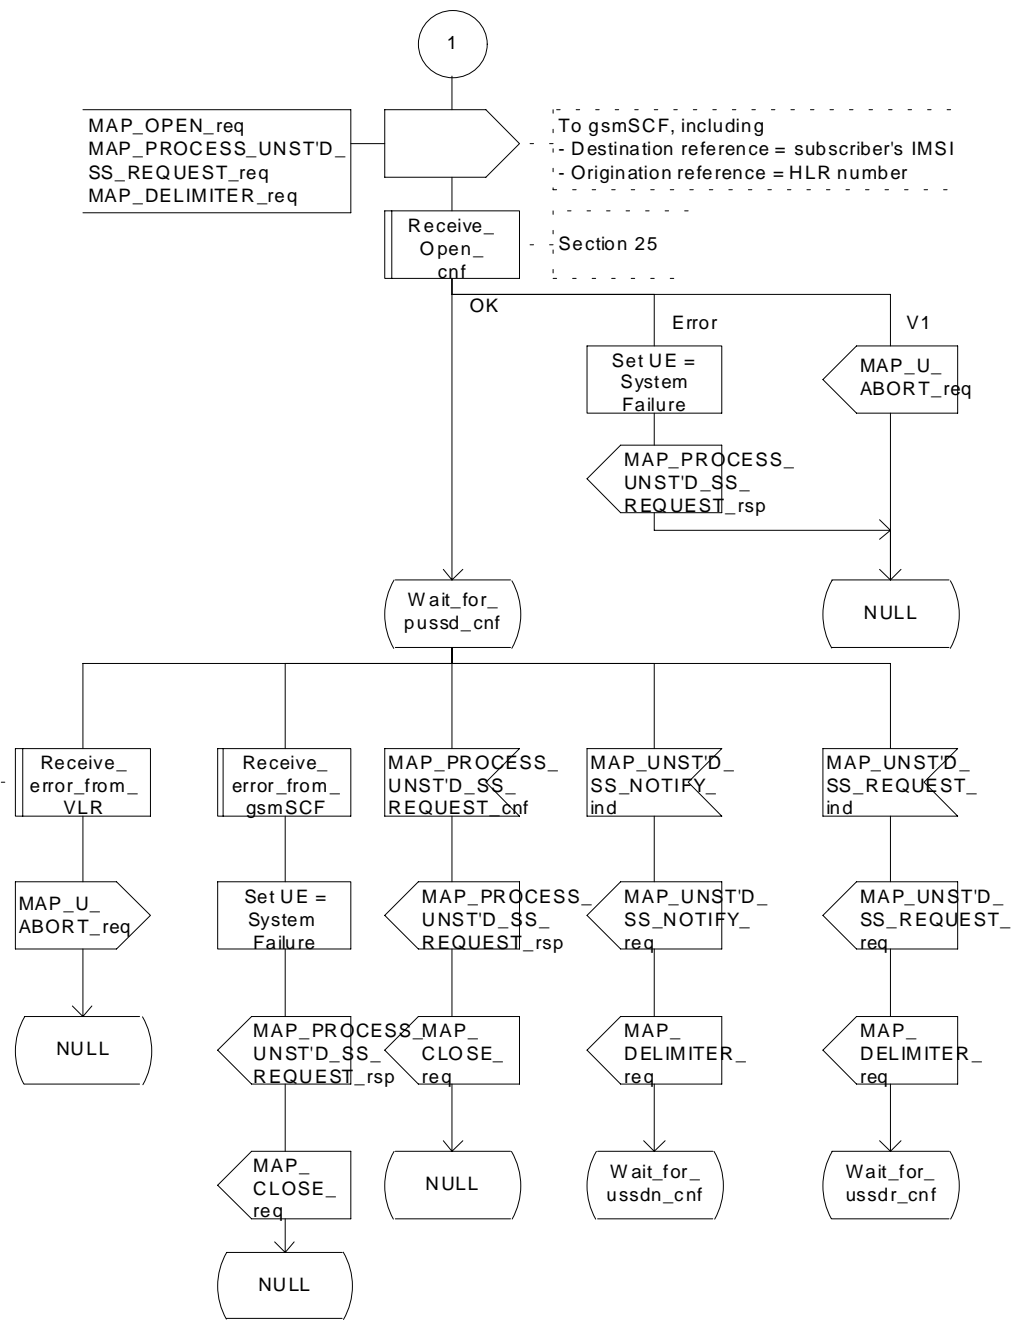 1
MAP_OPEN_req
MAP_PROCESS_UNST'D_
SS_REQUEST_req
MAP_DELIMITER_req
To gsmSCF, including
- Destination reference = subscriber's IMSI
- Origination reference = HLR number
Receive_
Open_
cnf
Section 25
OK
Error
V1
Set UE =
System
Failure
MAP_U_
ABORT_req
MAP_PROCESS_
UNST'D_SS_
REQUEST_rsp
Wait_for_
pussd_cnf
NULL
Receive_
error_from_
VLR
Receive_
error_from_
gsmSCF
MAP_PROCESS_
UNST'D_SS_
REQUEST_cnf
MAP_UNST'D_
SS_NOTIFY_
ind
MAP_UNST'D_
SS_REQUEST_
ind
MAP_U_
ABORT_req
Set UE =
System
Failure
MAP_PROCESS_
UNST'D_SS_
REQUEST_rsp
MAP_UNST'D_
SS_NOTIFY_
req
MAP_UNST'D_
SS_REQUEST_
req
NULL
MAP_PROCESS_
UNST'D_SS_
REQUEST_rsp
MAP_
CLOSE_
req
MAP_
DELIMITER_
req
MAP_
DELIMITER_
req
MAP_
CLOSE_
req
NULL
Wait_for_
ussdn_cnf
Wait_for_
ussdr_cnf
NULL